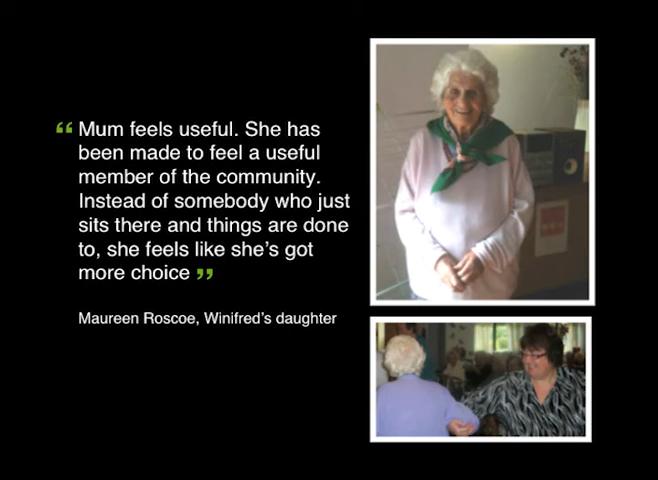 “ Mum feels useful. She has
been made to feel a useful
member of the community.
Instead of somebody who just
sits there and things are done
to, she feels like she’s got
more choice ”
Maureen Roscoe, Winifred’s daughter